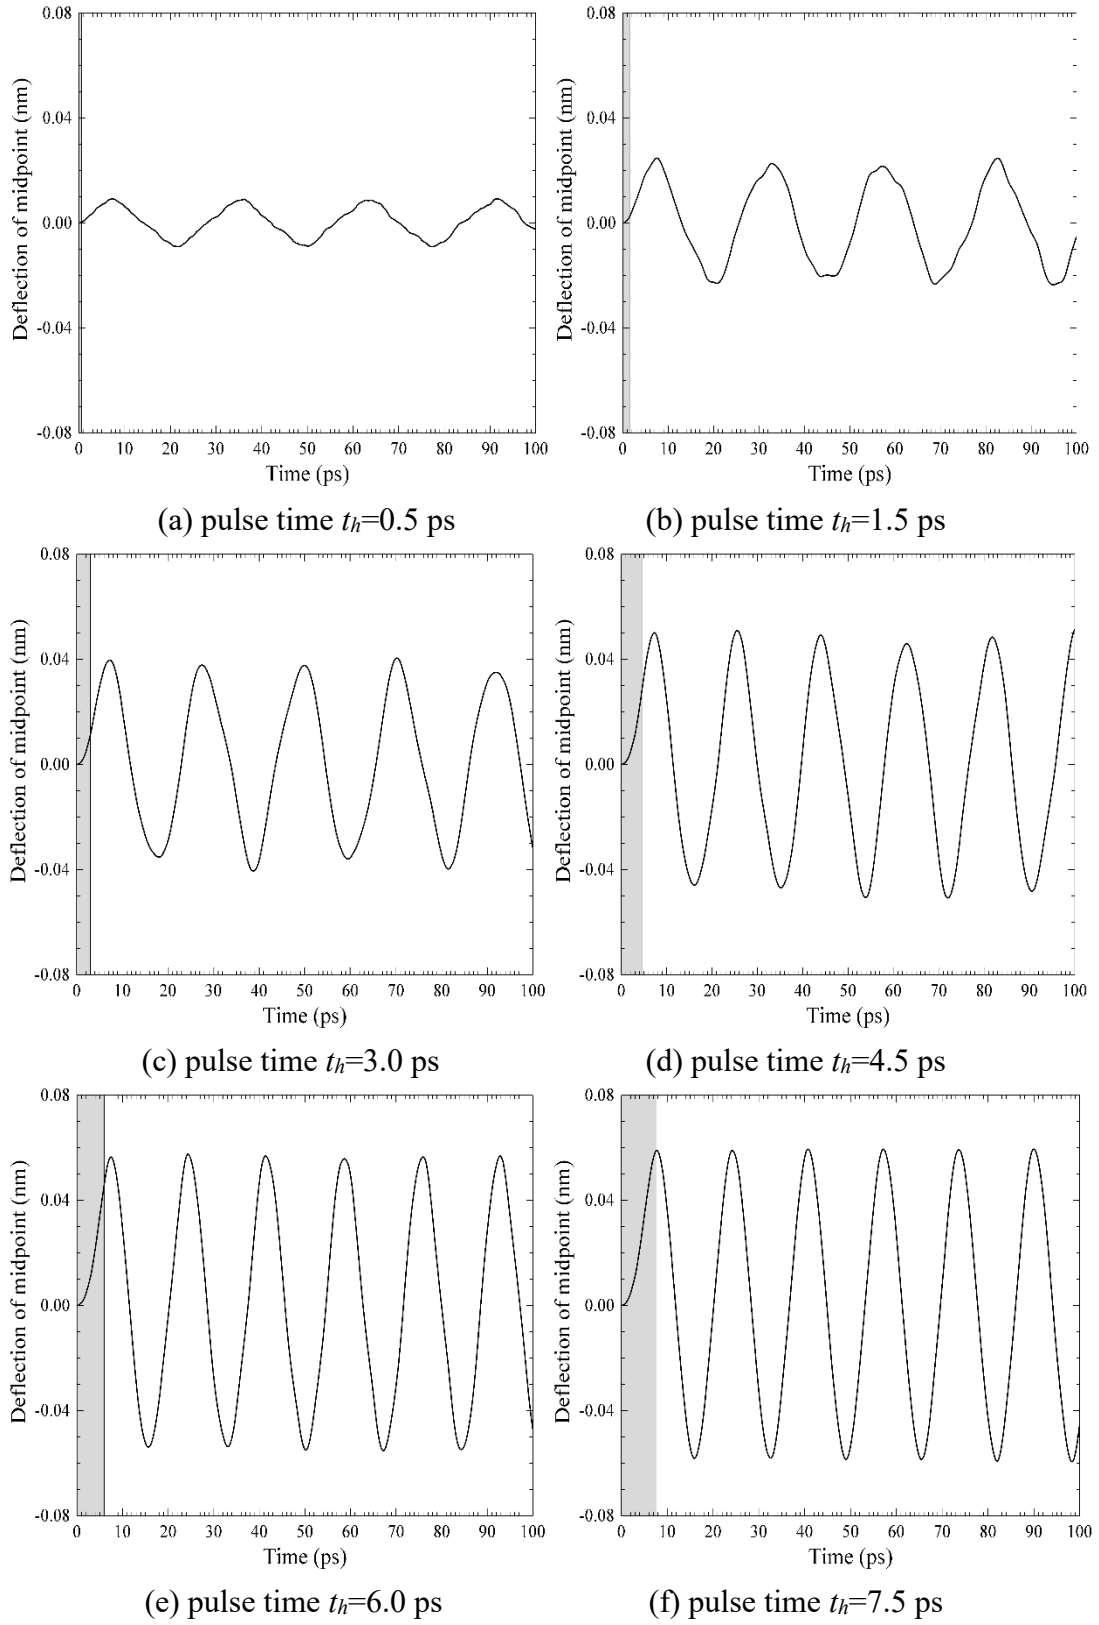 0.08
0.04
0.00
-0.04
-0.08
Deflection of midpoint (nm)
0 10 20 30 40 50 60 70 80 90 100
Time (ps)
(a) pulse time th=0.5 ps
0.08
0.04
0.00
-0.04
-0.08
Deflection of midpoint (nm)
0 10 20 30 40 50 60 70 80 90 100
Time (ps)
(b) pulse time th=1.5 ps
0.08
0.04
0.00
-0.04
-0.08
Deflection of midpoint (nm)
0 10 20 30 40 50 60 70 80 90 100
Time (ps)
(c) pulse time th=3.0 ps
0.08
0.04
0.00
-0.04
-0.08
Deflection of midpoint (nm)
0 10 20 30 40 50 60 70 80 90 100
Time (ps)
(d) pulse time th=4.5 ps
0.08
0.04
0.00
-0.04
-0.08
Deflection of midpoint (nm)
0 10 20 30 40 50 60 70 80 90 100
Time (ps)
(e) pulse time th=6.0 ps
0.08
0.04
0.00
-0.04
-0.08
Deflection of midpoint (nm)
0 10 20 30 40 50 60 70 80 90 100
Time (ps)
(f) pulse time th=7.5 ps